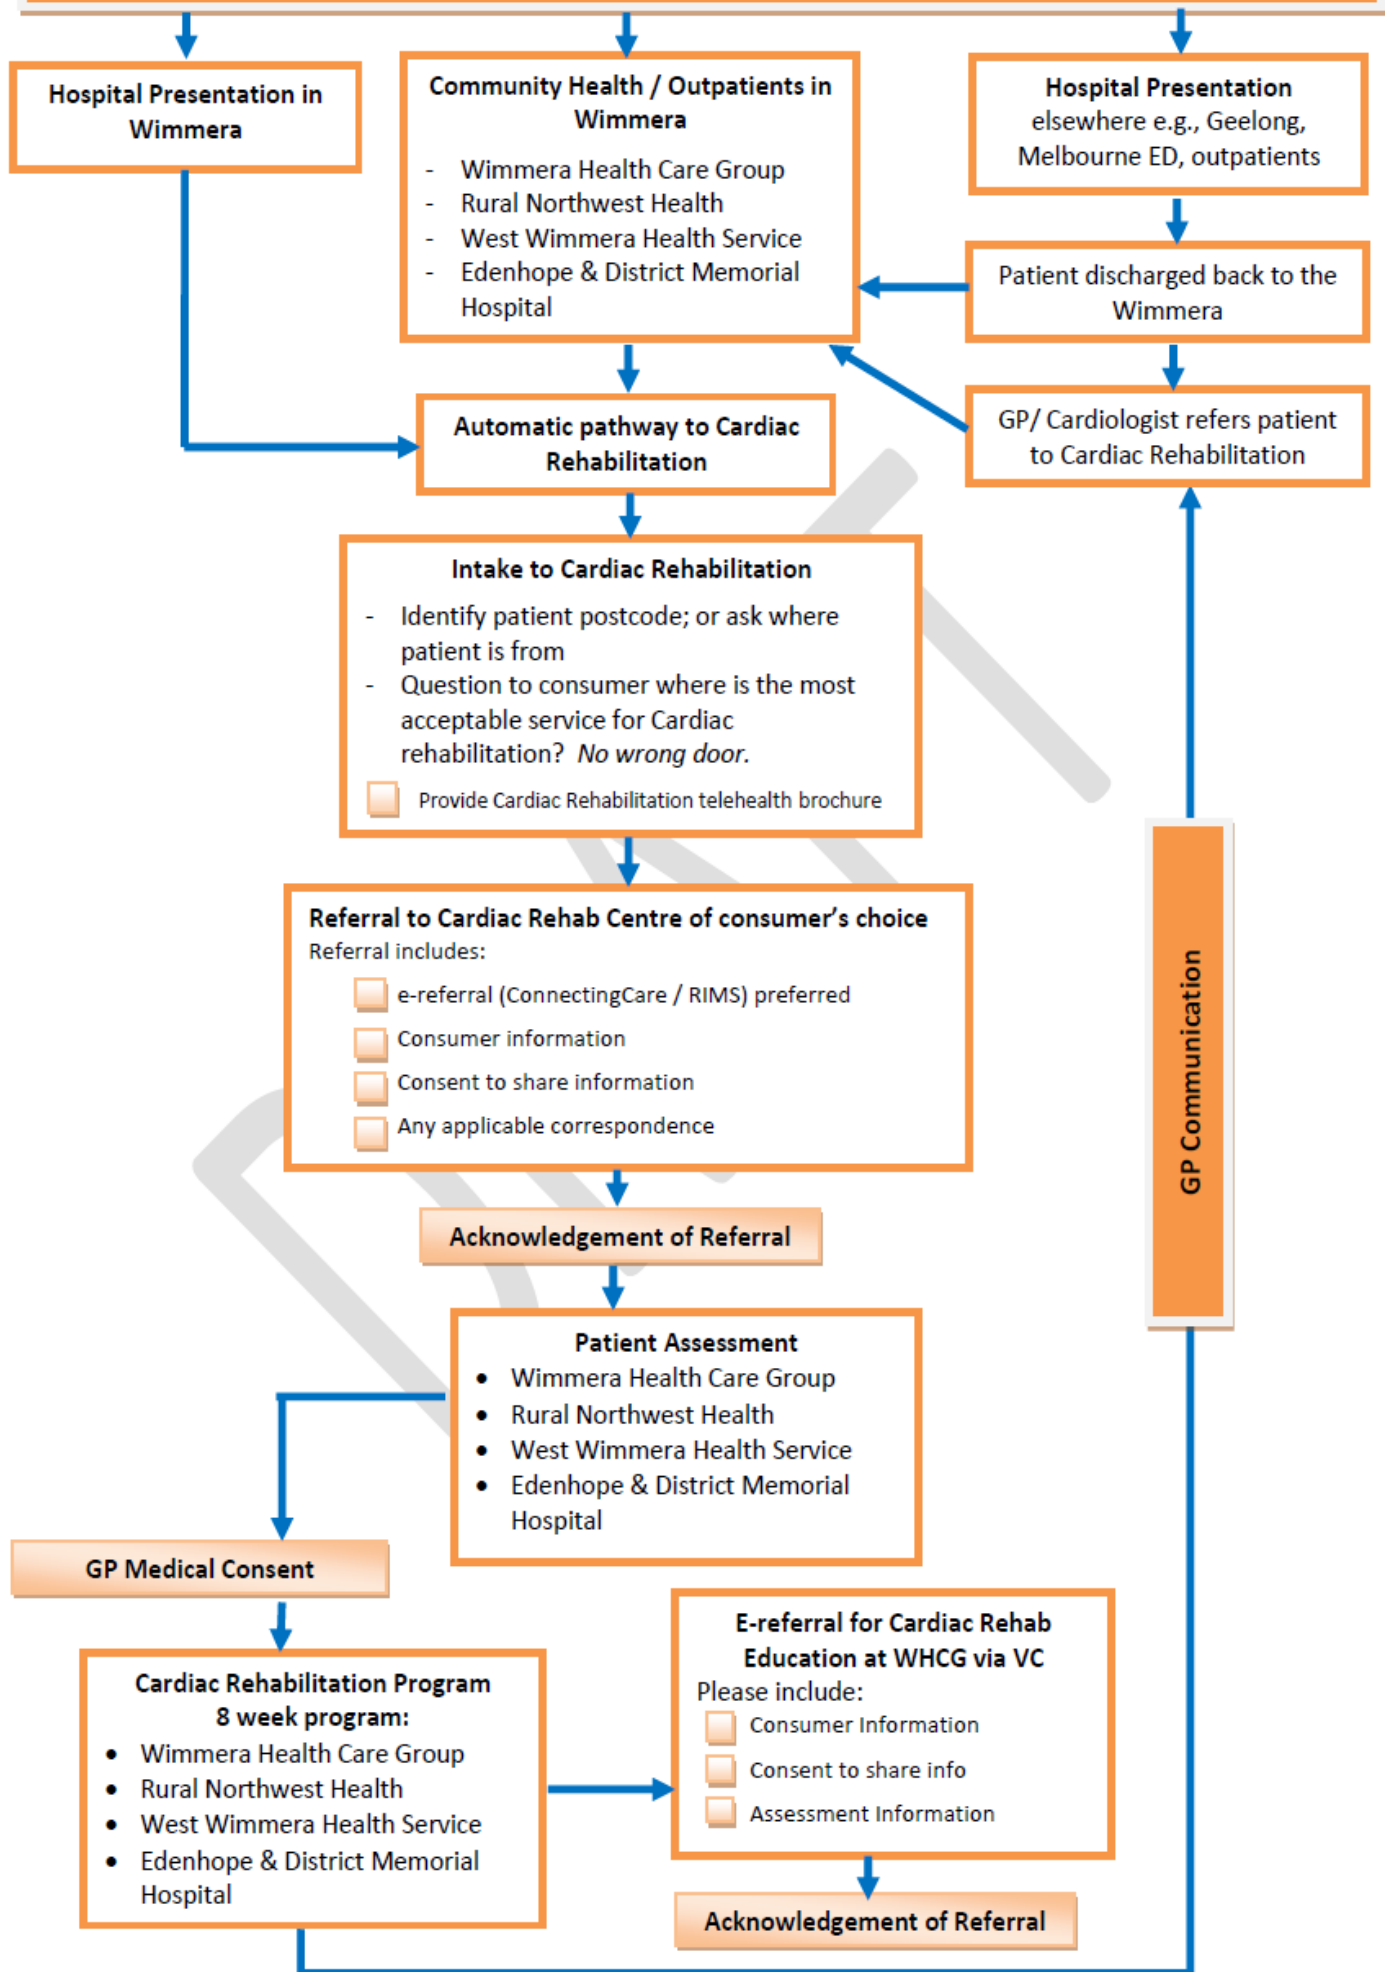 Hospital Presentation in
Wimmera
Community Health / Outpatients in
Wimmera
- Wimmera Health Care Group
- Rural Northwest Health
- West Wimmera Health Service
- Edenhope & District Memorial
Hospital
Hospital Presentation
elsewhere e.g., Geelong,
Melbourne ED, outpatients
Patient discharged back to the
Wimmera
GP/ Cardiologist refers patient
to Cardiac Rehabilitation
Automatic pathway to Cardiac
Rehabilitation
Intake to Cardiac Rehabilitation
- Identify patient postcode; or ask where
patient is from
- Question to consumer where is the most
acceptable service for Cardiac
rehabilitation? No wrong door.
Provide Cardiac Rehabilitation telehealth brochure
Referral to Cardiac Rehab Centre of consumer’s choice
Referral includes:
e-referral (ConnectingCare / RIMS) preferred
Consumer information
Consent to share information
Any applicable correspondence
GP Communication
Acknowledgement of Referral
Patient Assessment
• Wimmera Health Care Group
• Rural Northwest Health
• West Wimmera Health Service
• Edenhope & District Memorial
Hospital
GP Medical Consent
Cardiac Rehabilitation Program
8 week program:
• Wimmera Health Care Group
• Rural Northwest Health
• West Wimmera Health Service
• Edenhope & District Memorial
Hospital
E-referral for Cardiac Rehab
Education at WHCG via VC
Please include:
Consumer Information
Consent to share info
Assessment Information
Acknowledgement of Referral
DRAFT